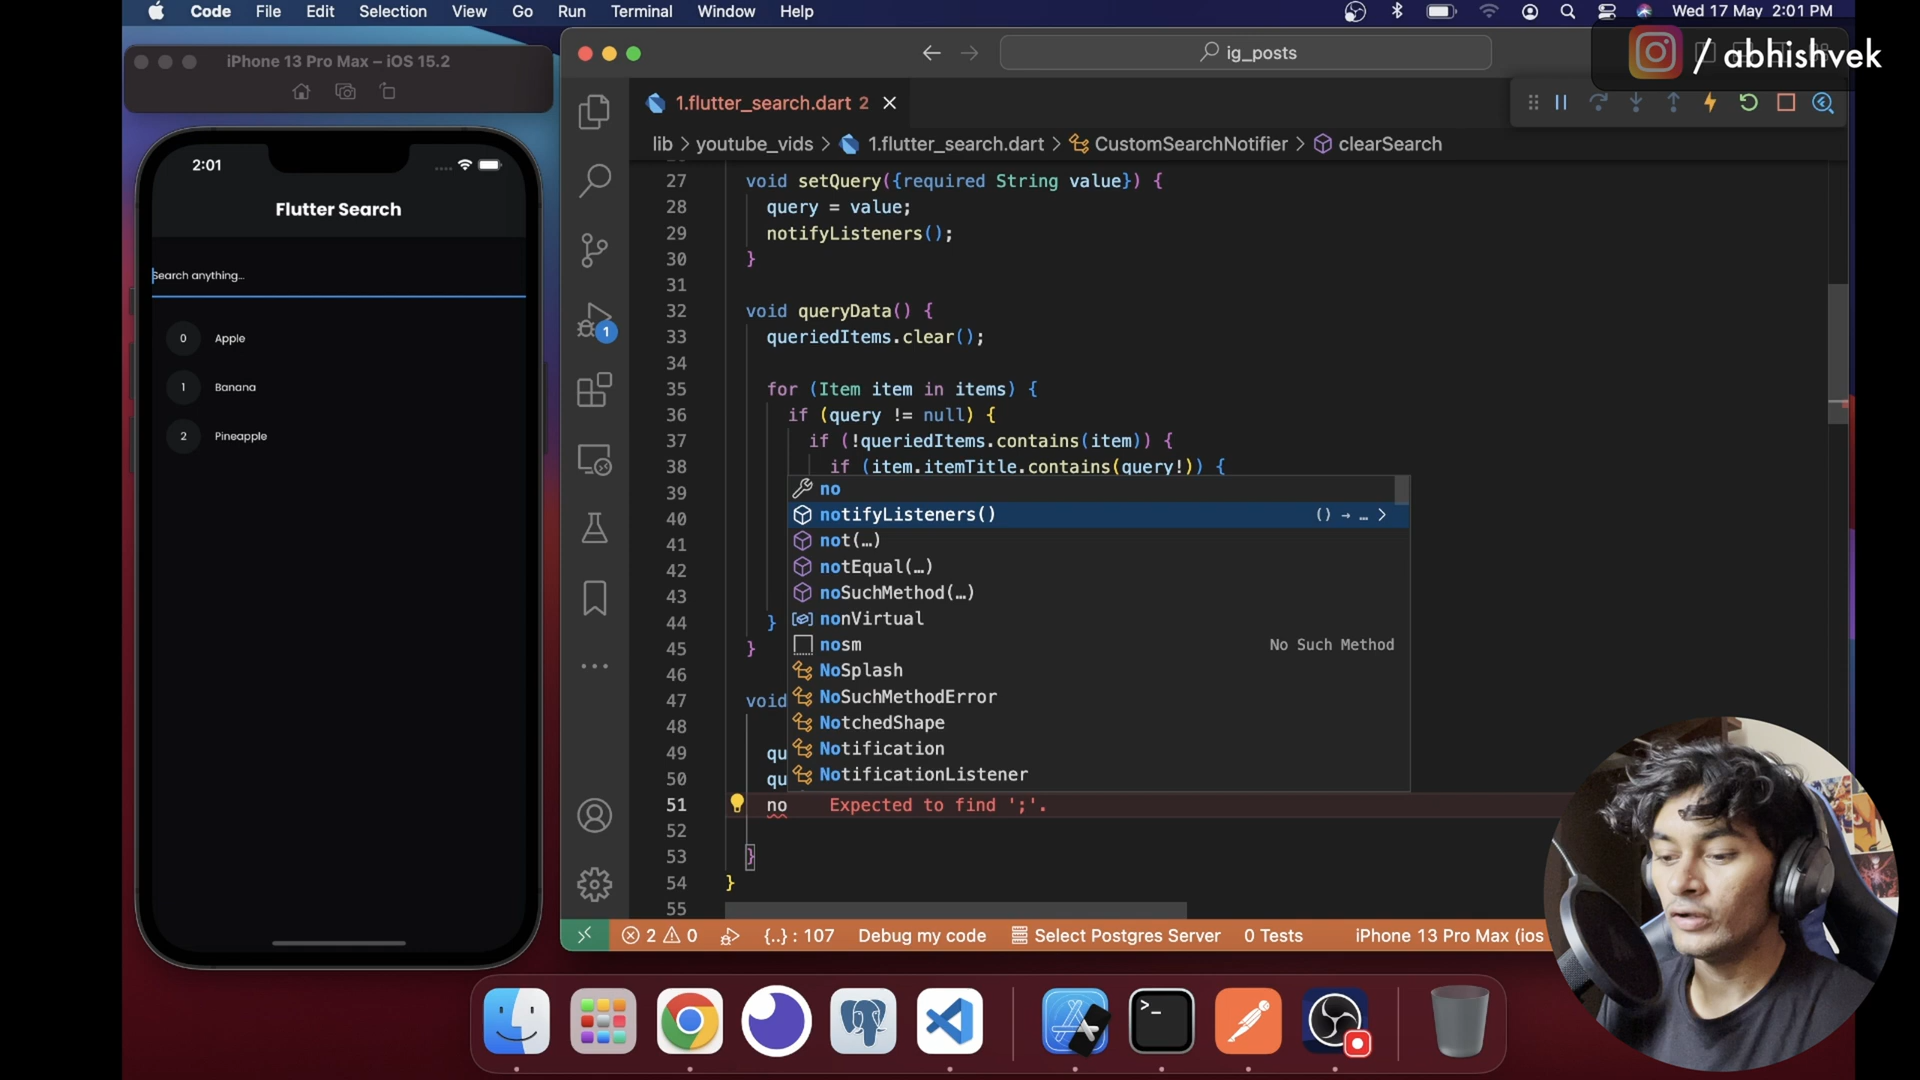 Code File Edit Selection View Go Run Terminal Window Help
Wed 17 May 2:01 PM
/ abhishvek
iPhone 13 Pro Max – iOS 15.2
2:01
Flutter Search
Search anything...
0 Apple
1 Banana
2 Pineapple
ig_posts
1.flutter_search.dart 2
lib > youtube_vids > 1.flutter_search.dart > CustomSearchNotifier > clearSearch
27 void setQuery({required String value}) {
28 query = value;
29 notifyListeners();
30 }
31
32 void queryData() {
33 queriedItems.clear();
34
35 for (Item item in items) {
36 if (query != null) {
37 if (!queriedItems.contains(item)) {
38 if (item.itemTitle.contains(query!)) {
39
40
41
42
43
44 }
45 }
46
47 void
48
49 qu
50 qu
51 no Expected to find ';'.
52
53 }
54 }
55
no
notifyListeners() () → … >
not(…)
notEqual(…)
noSuchMethod(…)
nonVirtual
nosm No Such Method
NoSplash
NoSuchMethodError
NotchedShape
Notification
NotificationListener
1
2 0 {..} : 107 Debug my code Select Postgres Server 0 Tests iPhone 13 Pro Max (ios